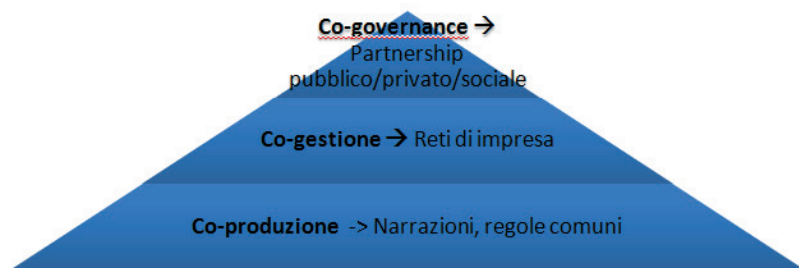 Co-governance →
Partnership
pubblico/privato/sociale
Co-gestione → Reti di impresa
Co-produzione -> Narrazioni, regole comuni